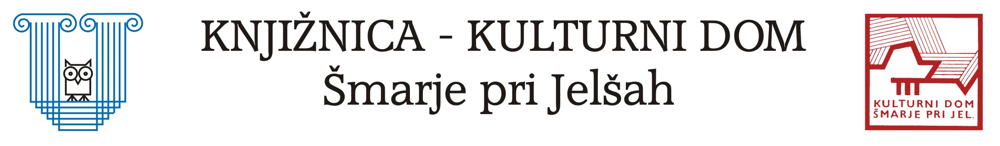 KNJIŽNICA - KULTURNI DOM
Šmarje pri Jelšah
KULTURNI DOM
ŠMARJE PRI JEL.